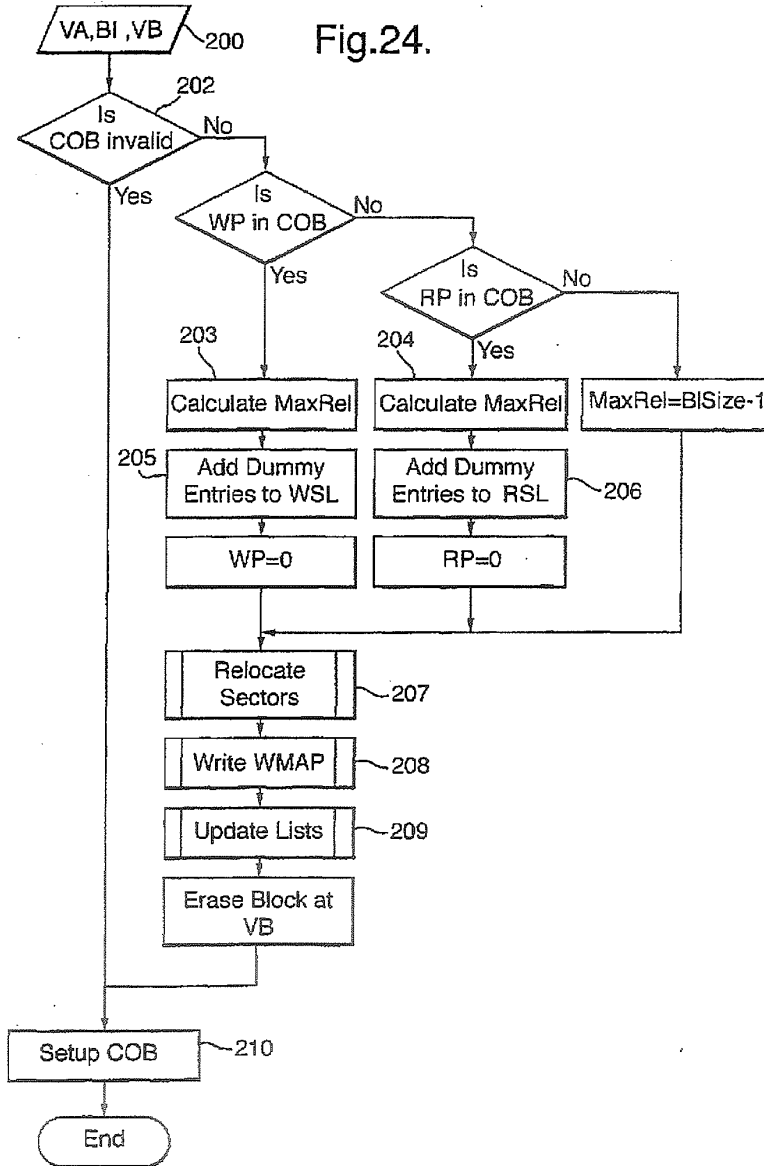 Fig.24.
VA,BI ,VB
200
202
Is
COB invalid
No
Yes
Is
WP in COB
No
Yes
Is
RP in COB
No
Yes
203
204
Calculate MaxRel
Calculate MaxRel
MaxRel=BISize-1
205
Add Dummy
Entries to WSL
Add Dummy
Entries to RSL
206
WP=0
RP=0
Relocate
Sectors
207
Write WMAP
208
Update Lists
209
Erase Block at
VB
Setup COB
210
End